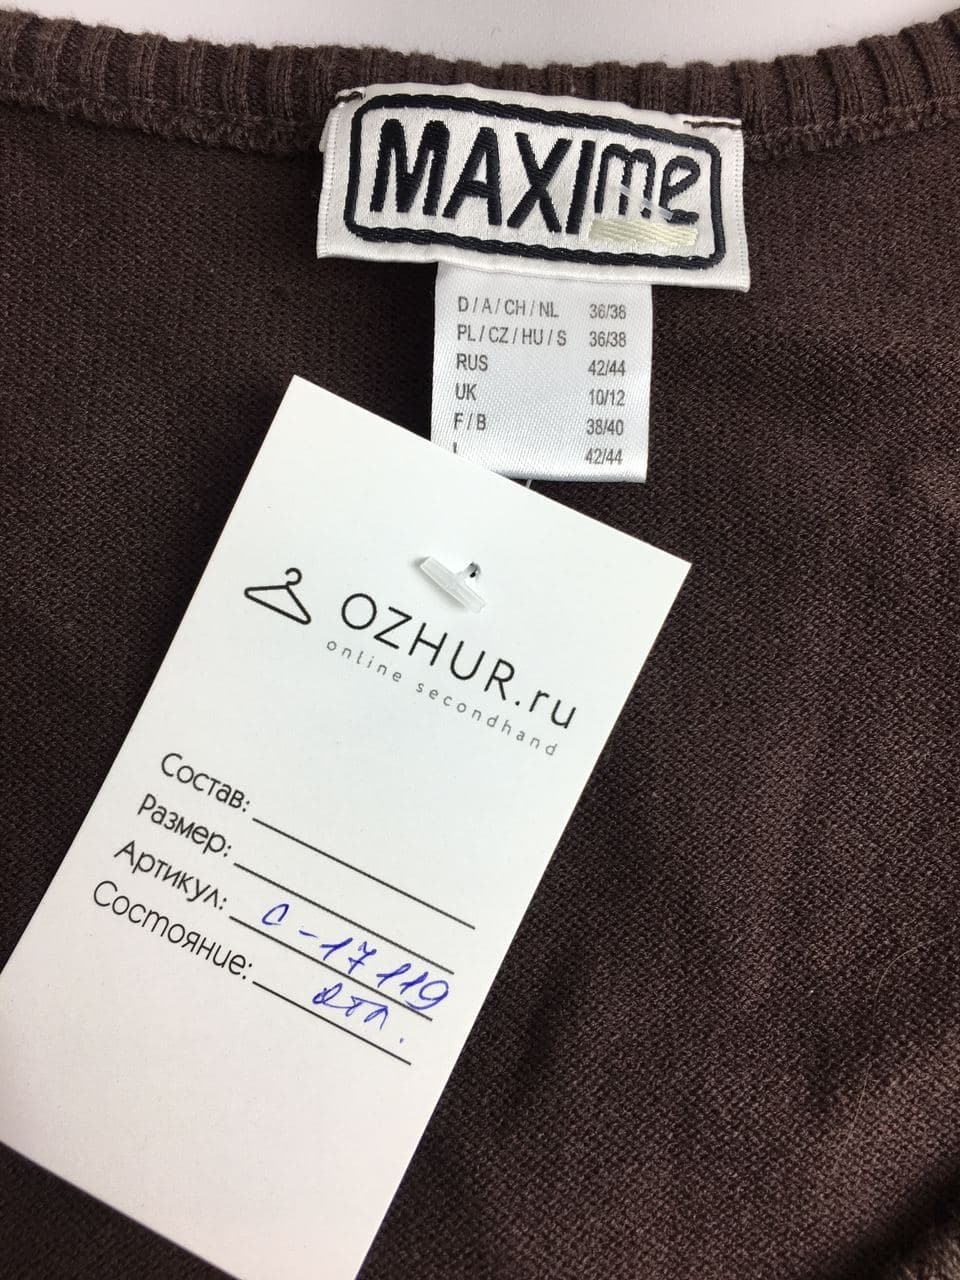 MAXIme
D / A / CH / NL 36/38
PL / CZ / HU / S 36/38
RUS 42/44
UK 10/12
F / B 38/40
42/44
OZHUR.ru
online secondhand
Состав:
Размер:
Артикул: С-17119
Состояние: отл.